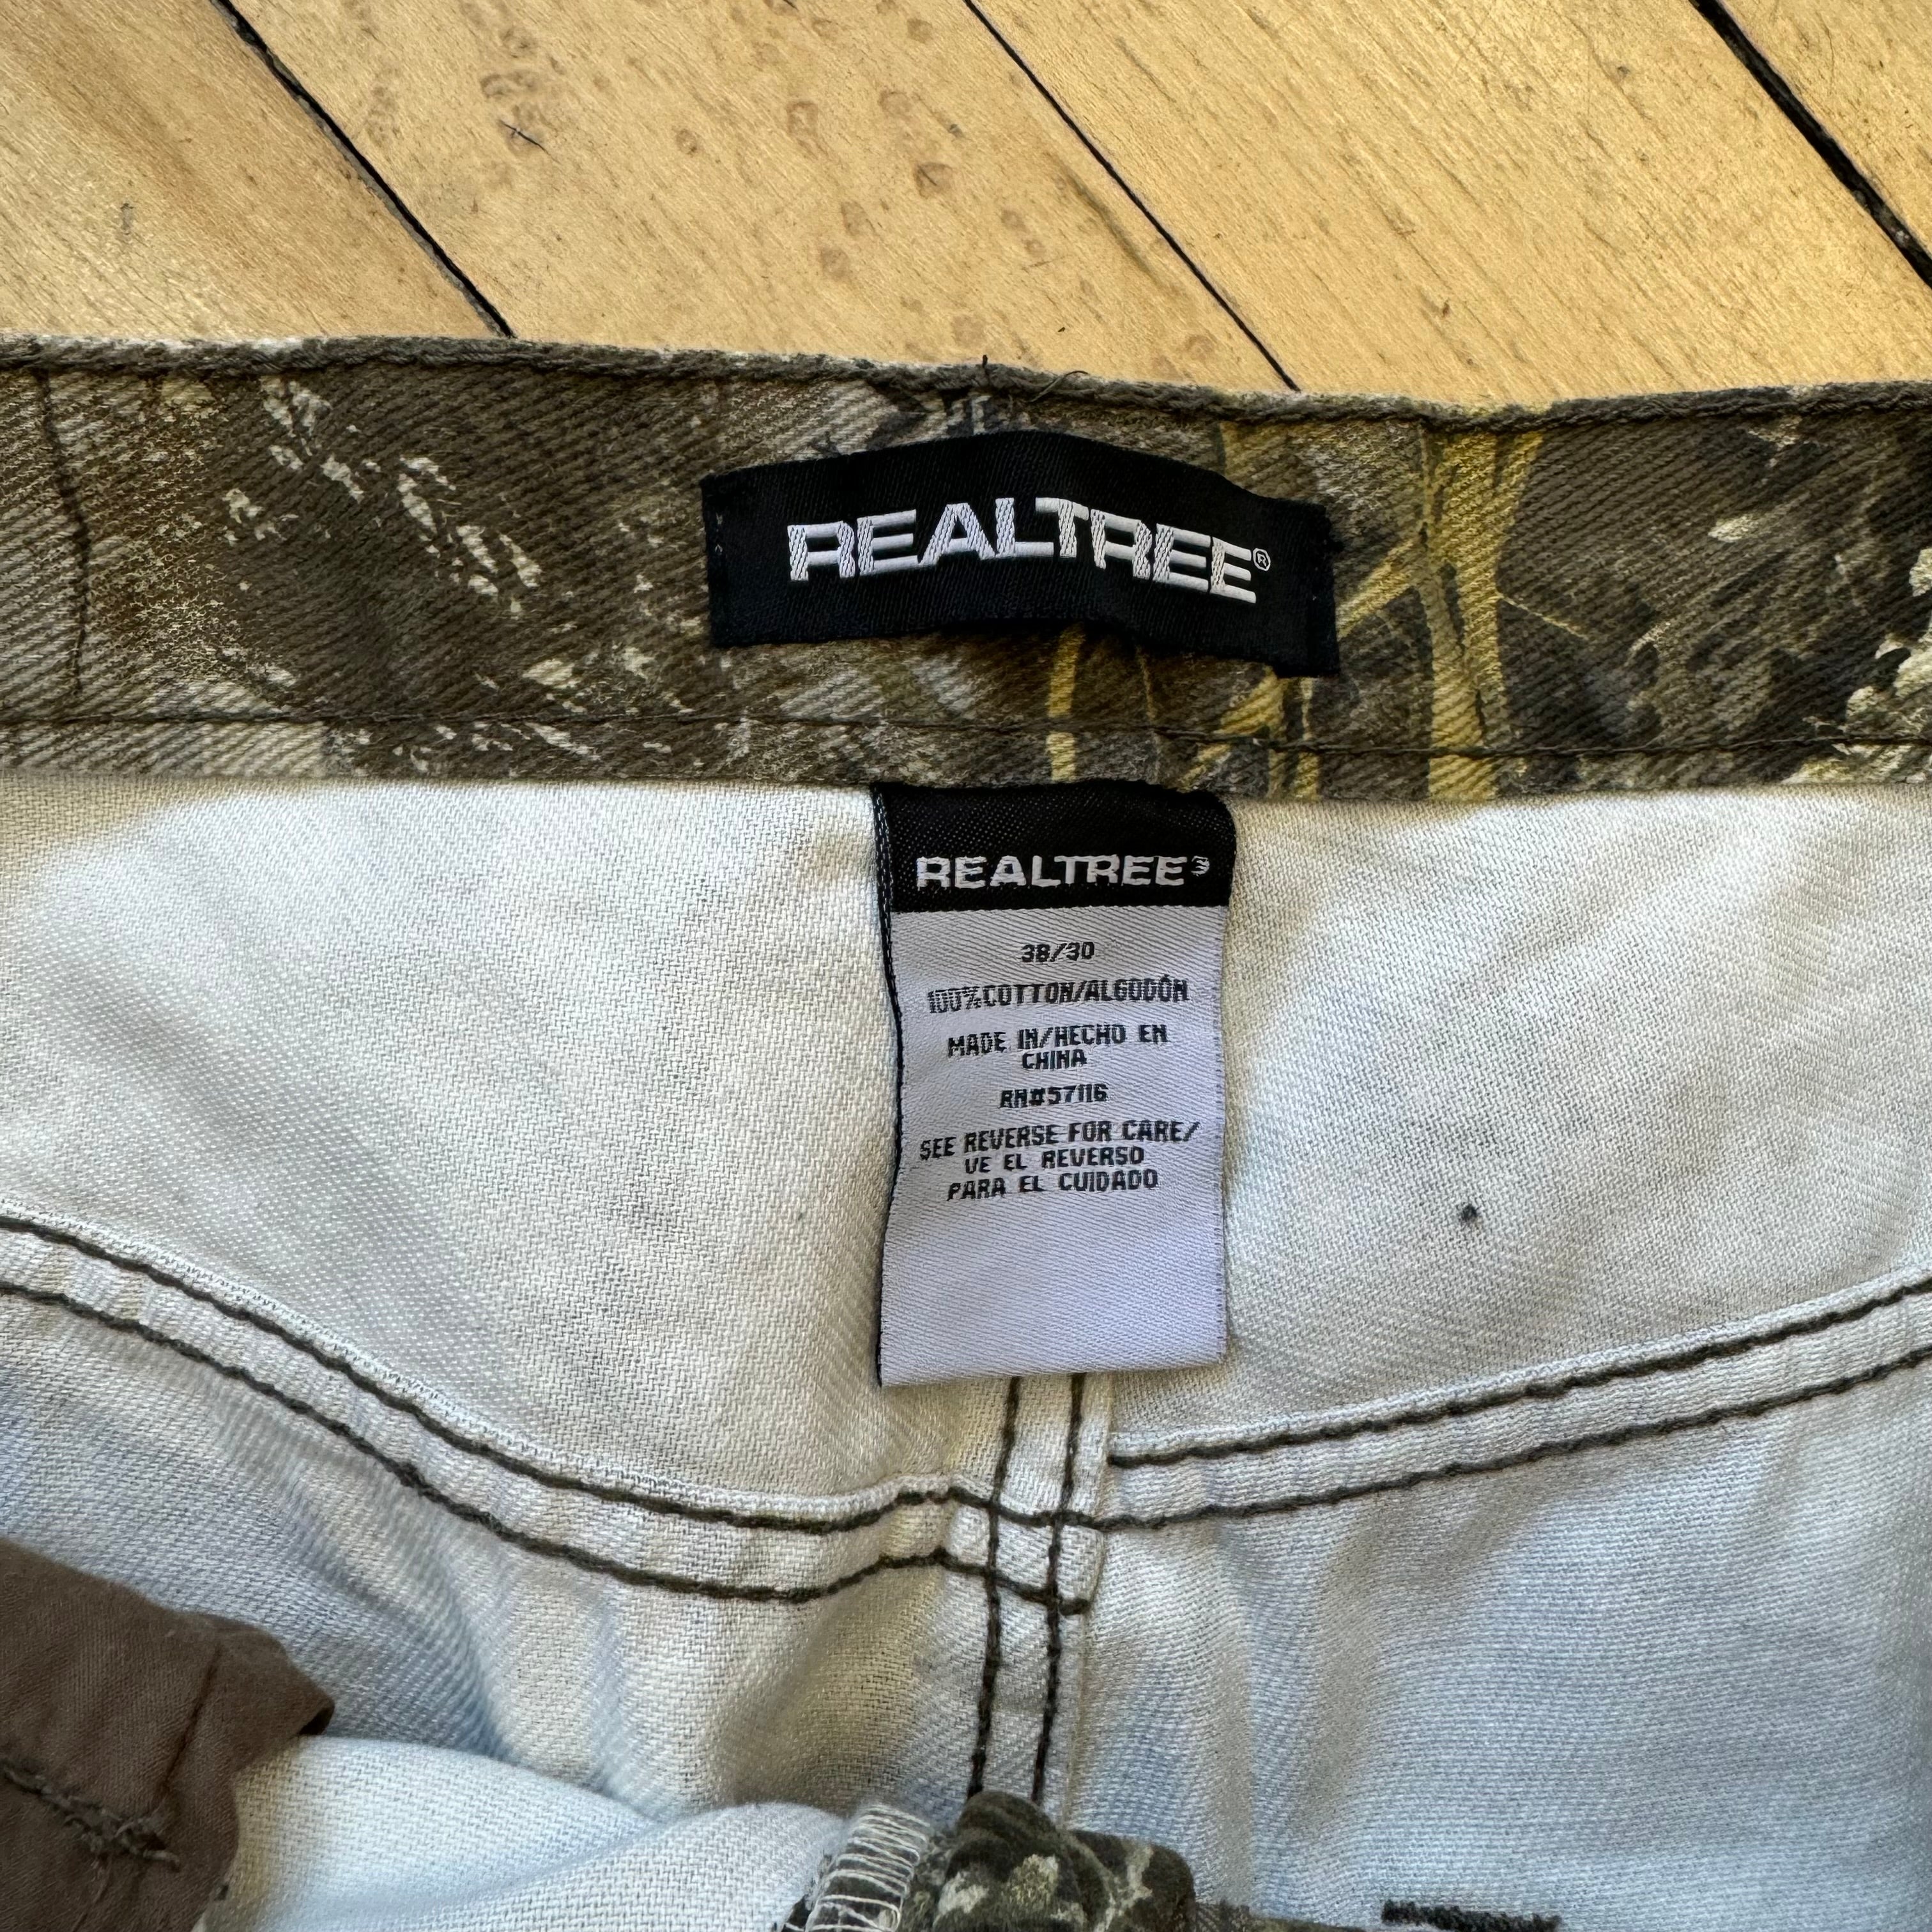 REALTREE®
REALTREE®
38/30
100%COTTON/ALGODÓN
MADE IN/HECHO EN
CHINA
RN#57116
SEE REVERSE FOR CARE/
VE EL REVERSO
PARA EL CUIDADO